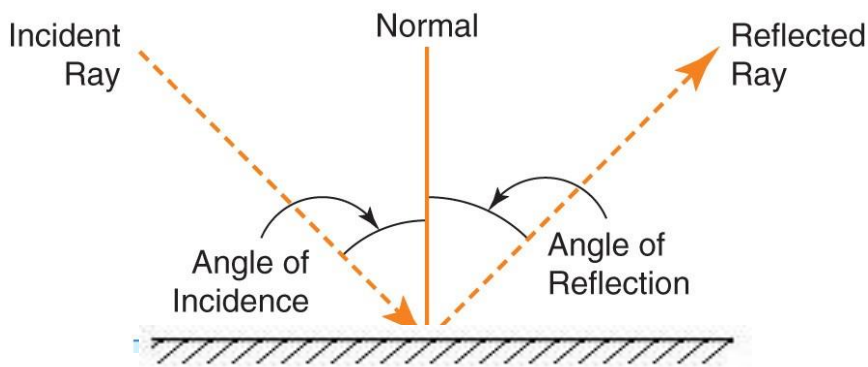 Incident
Ray
Normal
Reflected
Ray
Angle of
Incidence
Angle of
Reflection